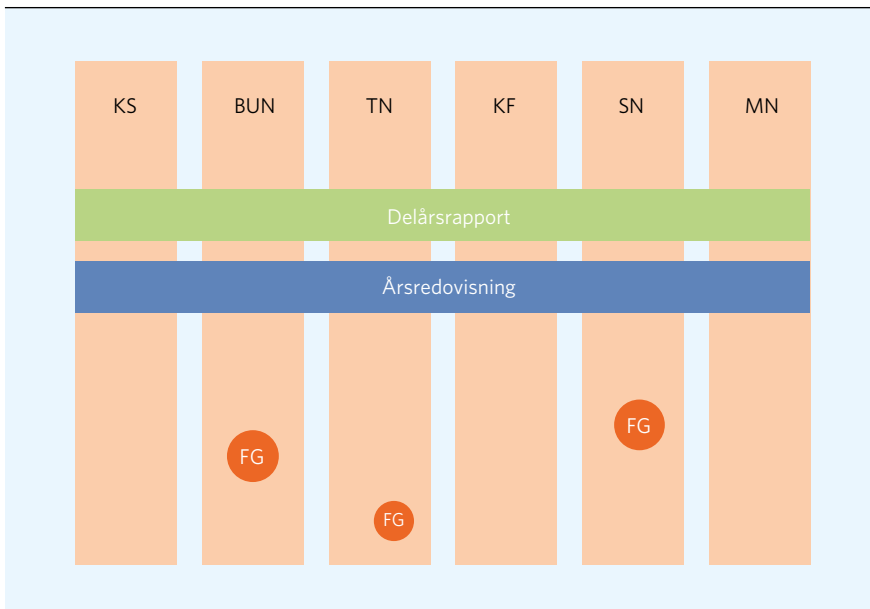 KS BUN TN KF SN MN
Delårsrapport
Årsredovisning
FG
FG
FG